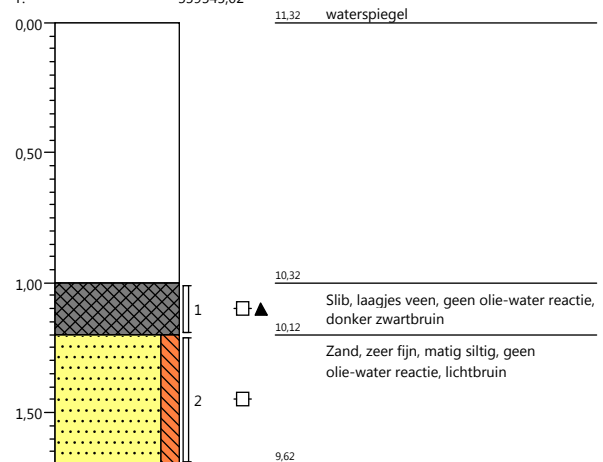 0,00
11,32 waterspiegel
0,50
1,00
10,32
1
Slib, laagjes veen, geen olie-water reactie,
donker zwartbruin
10,12
Zand, zeer fijn, matig siltig, geen
olie-water reactie, lichtbruin
2
1,50
9,62